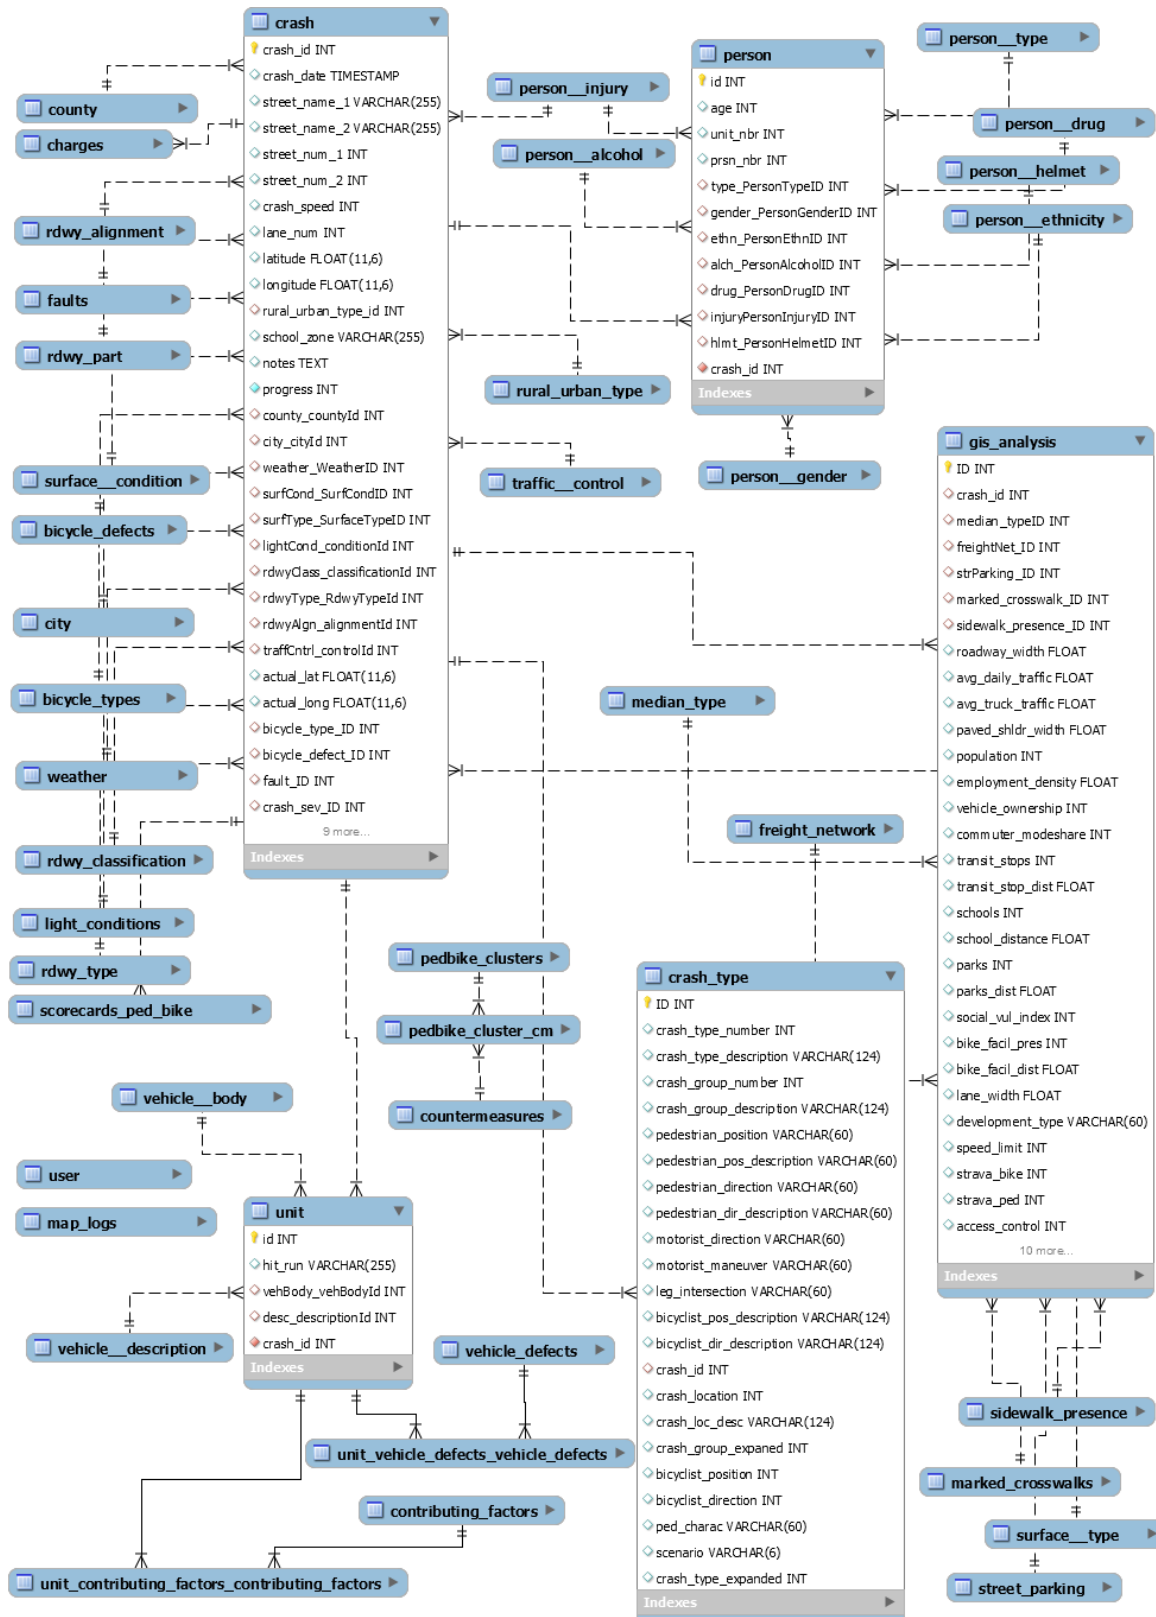 crash
crash_id INT
crash_date TIMESTAMP
street_name_1 VARCHAR(255)
street_name_2 VARCHAR(255)
street_num_1 INT
street_num_2 INT
crash_speed INT
lane_num INT
latitude FLOAT(11,6)
longitude FLOAT(11,6)
rural_urban_type_id INT
school_zone VARCHAR(255)
notes TEXT
progress INT
county_countyId INT
city_cityId INT
weather_WeatherID INT
surfCond_SurfCondID INT
surfType_SurfaceTypeID INT
lightCond_conditionId INT
rdwyClass_classificationId INT
rdwyType_RdwyTypeId INT
rdwyAlgn_alignmentId INT
traffCntrl_controlId INT
actual_lat FLOAT(11,6)
actual_long FLOAT(11,6)
bicycle_type_ID INT
bicycle_defect_ID INT
fault_ID INT
crash_sev_ID INT
9 more...
Indexes
county
charges
rdwy_alignment
faults
rdwy_part
surface__condition
bicycle_defects
city
bicycle_types
weather
rdwy_classification
light_conditions
rdwy_type
scorecards_ped_bike
person__injury
person__alcohol
rural_urban_type
traffic__control
person
id INT
age INT
unit_nbr INT
prsn_nbr INT
type_PersonTypeID INT
gender_PersonGenderID INT
ethn_PersonEthnID INT
alch_PersonAlcoholID INT
drug_PersonDrugID INT
injuryPersonInjuryID INT
hlmt_PersonHelmetID INT
crash_id INT
Indexes
person__gender
person__type
person__drug
person__helmet
person__ethnicity
gis_analysis
ID INT
crash_id INT
median_typeID INT
freightNet_ID INT
strParking_ID INT
marked_crosswalk_ID INT
sidewalk_presence_ID INT
roadway_width FLOAT
avg_daily_traffic FLOAT
avg_truck_traffic FLOAT
paved_shldr_width FLOAT
population INT
employment_density FLOAT
vehicle_ownership INT
commuter_modeshare INT
transit_stops INT
transit_stop_dist FLOAT
schools INT
school_distance FLOAT
parks INT
parks_dist FLOAT
social_vul_index INT
bike_facil_pres INT
bike_facil_dist FLOAT
lane_width FLOAT
development_type VARCHAR(60)
speed_limit INT
strava_bike INT
strava_ped INT
access_control INT
10 more...
Indexes
median_type
freight_network
pedbike_clusters
pedbike_cluster_cm
countermeasures
crash_type
ID INT
crash_type_number INT
crash_type_description VARCHAR(124)
crash_group_number INT
crash_group_description VARCHAR(124)
pedestrian_position VARCHAR(60)
pedestrian_pos_description VARCHAR(60)
pedestrian_direction VARCHAR(60)
pedestrian_dir_description VARCHAR(60)
motorist_direction VARCHAR(60)
motorist_maneuver VARCHAR(60)
leg_intersection VARCHAR(60)
bicyclist_pos_description VARCHAR(124)
bicyclist_dir_description VARCHAR(124)
crash_id INT
crash_location INT
crash_loc_desc VARCHAR(124)
crash_group_expaned INT
bicyclist_position INT
bicyclist_direction INT
ped_charac VARCHAR(60)
scenario VARCHAR(6)
crash_type_expanded INT
Indexes
vehicle__body
user
map_logs
unit
id INT
hit_run VARCHAR(255)
vehBody_vehBodyId INT
desc_descriptionId INT
crash_id INT
Indexes
vehicle__description
vehicle_defects
unit_vehicle_defects_vehicle_defects
contributing_factors
unit_contributing_factors_contributing_factors
sidewalk_presence
marked_crosswalks
surface__type
street_parking